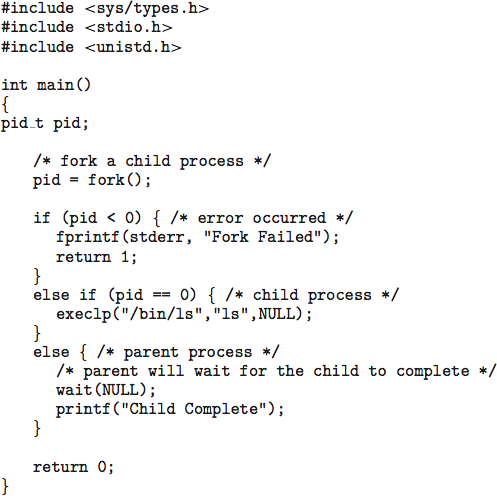 #include <sys/types.h>
#include <stdio.h>
#include <unistd.h>
int main()
{
pid_t pid;
/* fork a child process */
pid = fork();
if (pid < 0) { /* error occurred */
fprintf(stderr, "Fork Failed");
return 1;
}
else if (pid == 0) { /* child process */
execlp("/bin/ls","ls",NULL);
}
else { /* parent process */
/* parent will wait for the child to complete */
wait(NULL);
printf("Child Complete");
}
return 0;
}